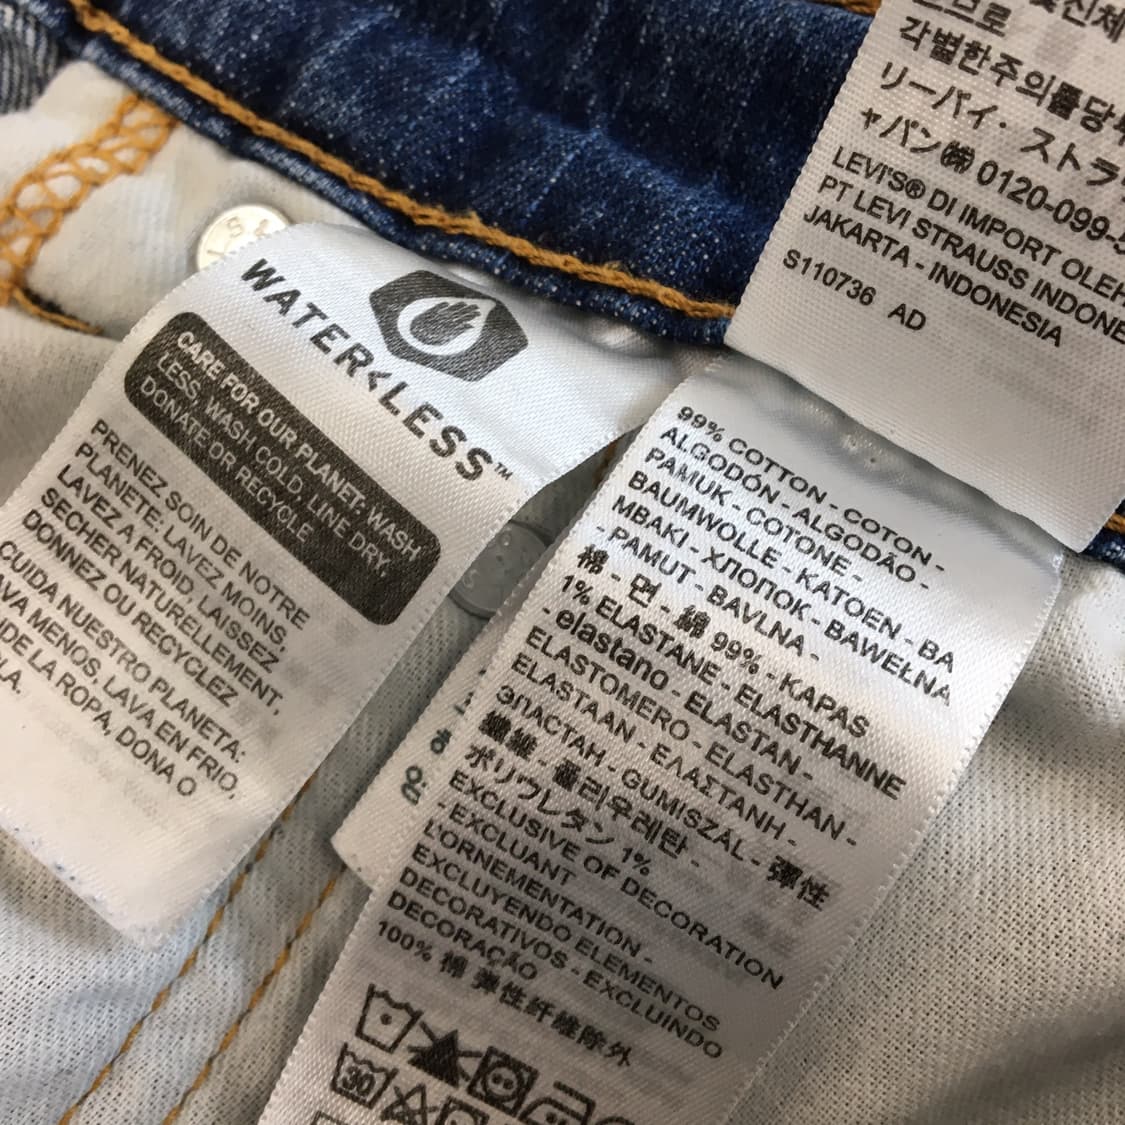 WATER<LESS™
CARE FOR OUR PLANET: WASH
LESS, WASH COLD, LINE DRY,
DONATE OR RECYCLE
PRENEZ SOIN DE NOTRE
PLANETE: LAVEZ MOINS,
LAVEZ A FROID, LAISSEZ
SECHER NATURELLEMENT,
DONNEZ OU RECYCLEZ
CUIDA NUESTRO PLANETA:
LAVA MENOS, LAVA EN FRIO,
DE LA ROPA, DONA O
LA.
각별한주의를당
リーバイ・ストラ
ャパン㈱ 0120-099-
LEVI'S® DI IMPORT OLEH
PT LEVI STRAUSS INDONE
JAKARTA - INDONESIA
S110736 AD
99% COTTON - COTON -
ALGODÓN - ALGODÃO -
PAMUK - COTONE -
BAUMWOLLE - KATOEN - BA
MBAKI - ХЛОПОК - BAWEŁNA
- PAMUT - BAVLNA -
棉 - 면 - 綿 99% - KAPAS
1% ELASTANE - ELASTHANNE
- elastano - ELASTAN -
ELASTOMERO - ELASTHAN -
ELASTAAN - ΕΛΑΣΤΑΝΗ -
ЭЛАСТАН - GUMISZÁL - 彈性
纖維 - 폴리우레탄 -
ポリウレタン 1%
EXCLUSIVE OF DECORATION
- EXCLUANT
L'ORNEMENTATION -
EXCLUYENDO ELEMENTOS
DECORATIVOS - EXCLUINDO
DECORAÇÃO
100% 棉 彈性纤维除外
30